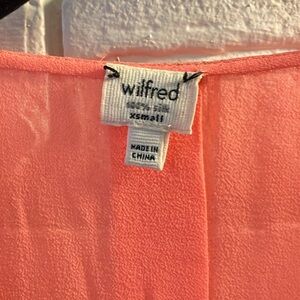 wilfred
100% silk
xsmall
MADE IN
CHINA